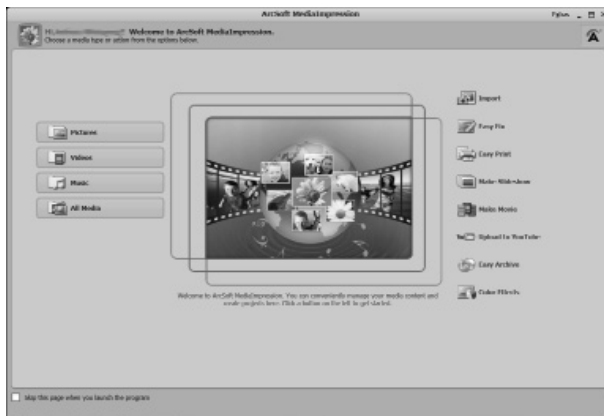 ArcSoft MediaImpression
Welcome to ArcSoft MediaImpression.
Choose a media type or action from the options below.
Pictures
Videos
Music
All Media
Import
Easy Fix
Easy Print
Make Slideshow
Make Movie
Upload to YouTube
Easy Archive
Color Effects
Welcome to ArcSoft MediaImpression. You can conveniently manage your media content and
create projects here. Click a button on the left to get started.
Skip this page when you launch the program